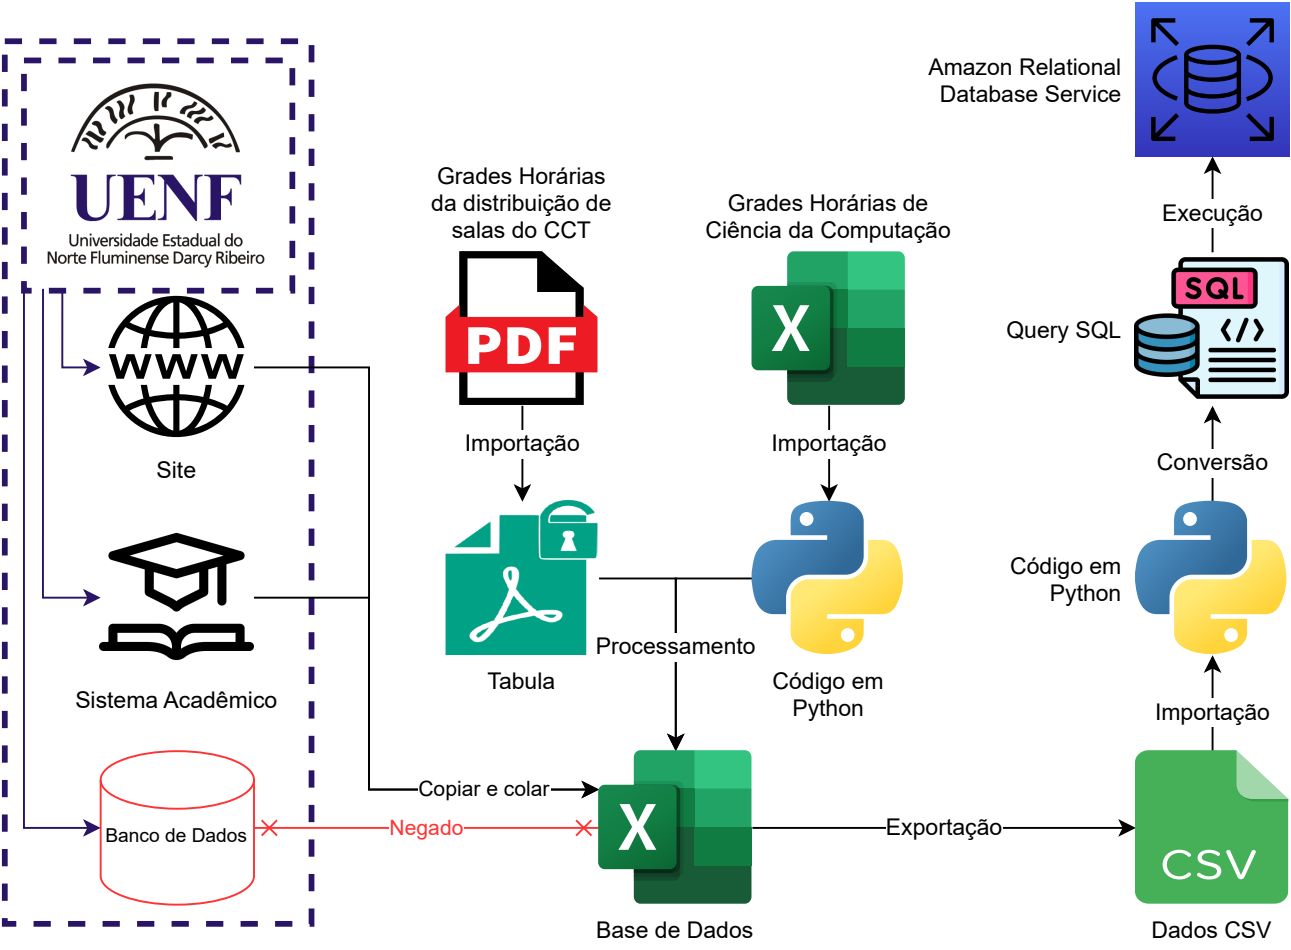 UENF
Universidade Estadual do
Norte Fluminense Darcy Ribeiro
WWW
Site
Sistema Acadêmico
Banco de Dados
Copiar e colar
Negado
Grades Horárias
da distribuição de
salas do CCT
PDF
Importação
Tabula
Grades Horárias de
Ciência da Computação
X
Importação
Código em
Python
Processamento
X
Base de Dados
Exportação
CSV
Dados CSV
Importação
Código em
Python
Conversão
Query SQL
SQL
</>
Execução
Amazon Relational
Database Service